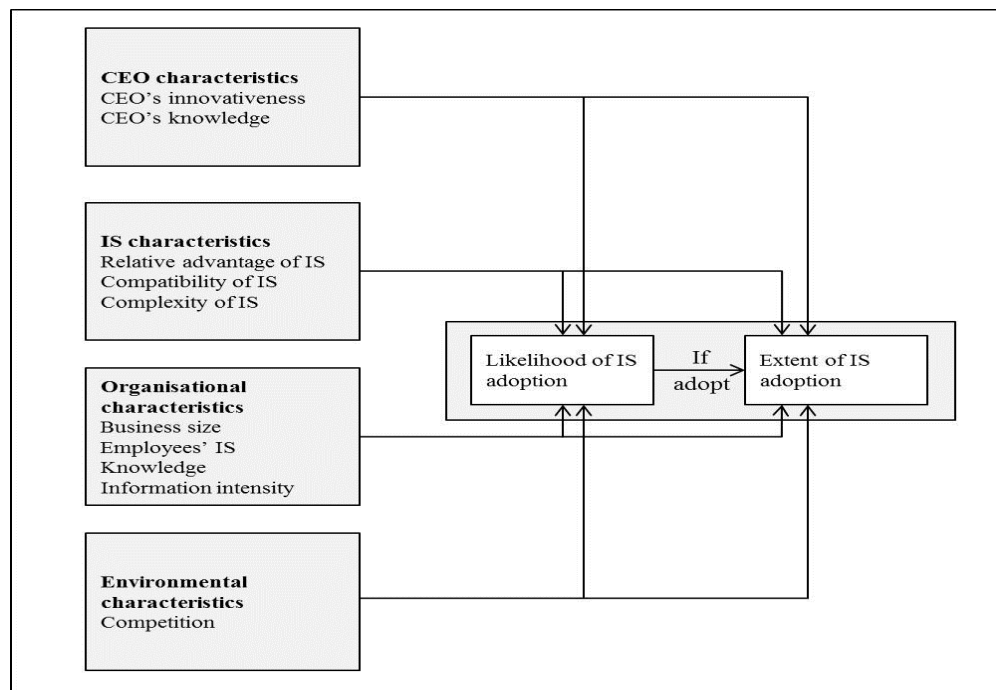 CEO characteristics
CEO's innovativeness
CEO's knowledge
IS characteristics
Relative advantage of IS
Compatibility of IS
Complexity of IS
Likelihood of IS
adoption
If
adopt
Extent of IS
adoption
Organisational
characteristics
Business size
Employees' IS
Knowledge
Information intensity
Environmental
characteristics
Competition